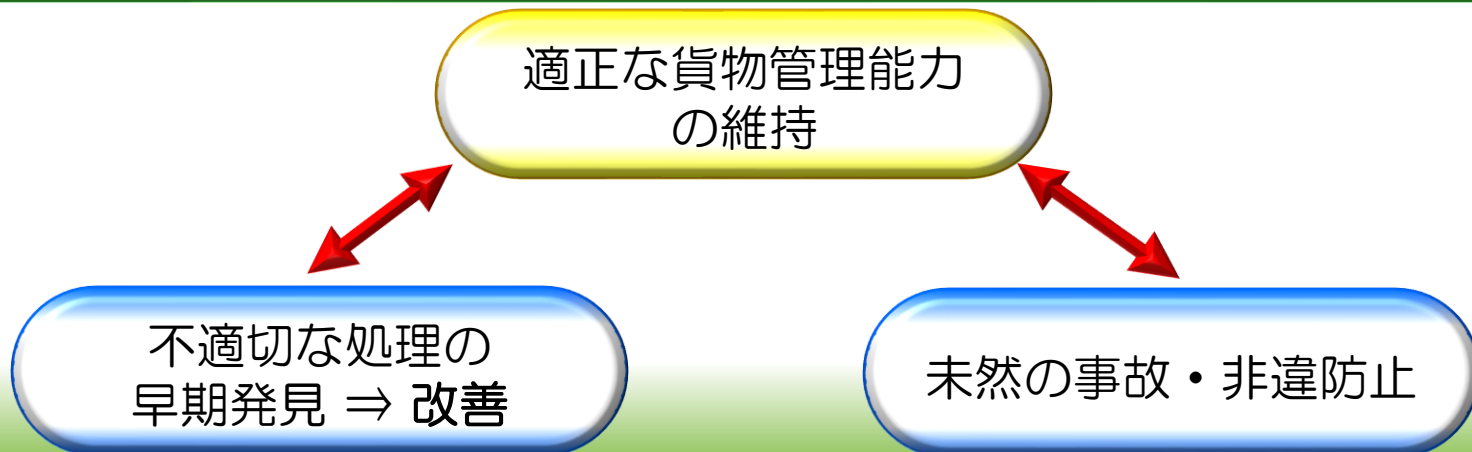 適正な貨物管理能力
の維持
不適切な処理の
早期発見 ⇒ 改善
未然の事故・非違防止